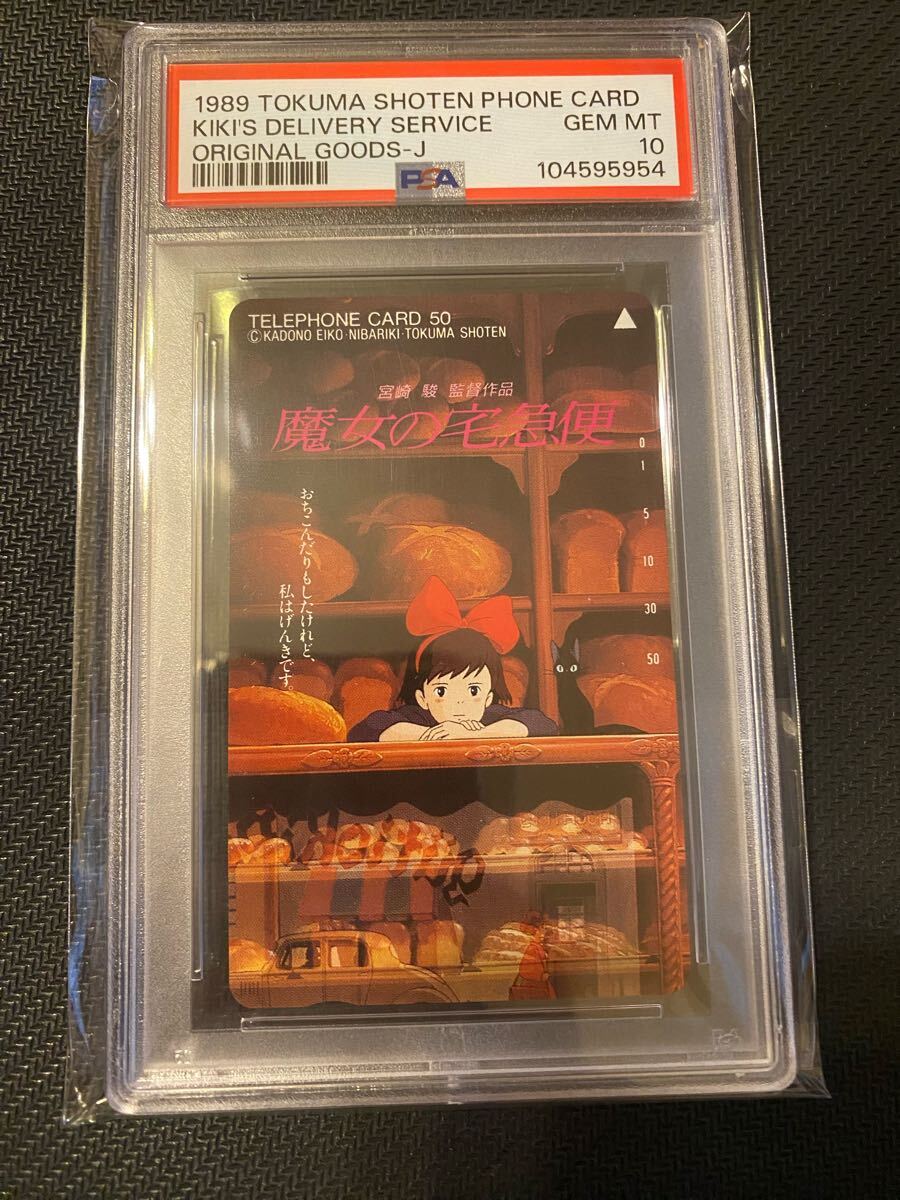 1989 TOKUMA SHOTEN PHONE CARD
KIKI'S DELIVERY SERVICE GEM MT
ORIGINAL GOODS-J 10
PSA 104595954
TELEPHONE CARD 50
© KADONO EIKO·NIBARIKI·TOKUMA SHOTEN
宮崎 駿 監督作品
魔女の宅急便
0
1
5
10
30
50
おちこんだりもしたけれど、
私はげんきです。